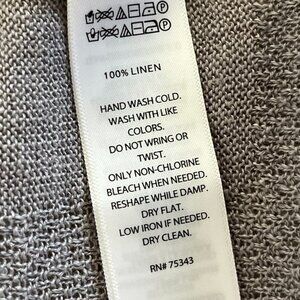 100% LINEN
HAND WASH COLD.
WASH WITH LIKE
COLORS.
DO NOT WRING OR
TWIST.
ONLY NON-CHLORINE
BLEACH WHEN NEEDED.
RESHAPE WHILE DAMP.
DRY FLAT.
LOW IRON IF NEEDED.
DRY CLEAN.
RN# 75343